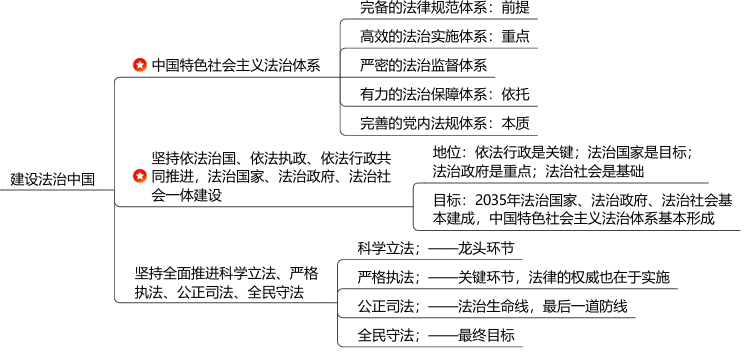 建设法治中国
中国特色社会主义法治体系
完备的法律规范体系：前提
高效的法治实施体系：重点
严密的法治监督体系
有力的法治保障体系：依托
完善的党内法规体系：本质
坚持依法治国、依法执政、依法行政共
同推进，法治国家、法治政府、法治社
会一体建设
地位：依法行政是关键；法治国家是目标；
法治政府是重点；法治社会是基础
目标：2035年法治国家、法治政府、法治社会基
本建成，中国特色社会主义法治体系基本形成
坚持全面推进科学立法、严格
执法、公正司法、全民守法
科学立法；——龙头环节
严格执法；——关键环节，法律的权威也在于实施
公正司法；——法治生命线，最后一道防线
全民守法；——最终目标